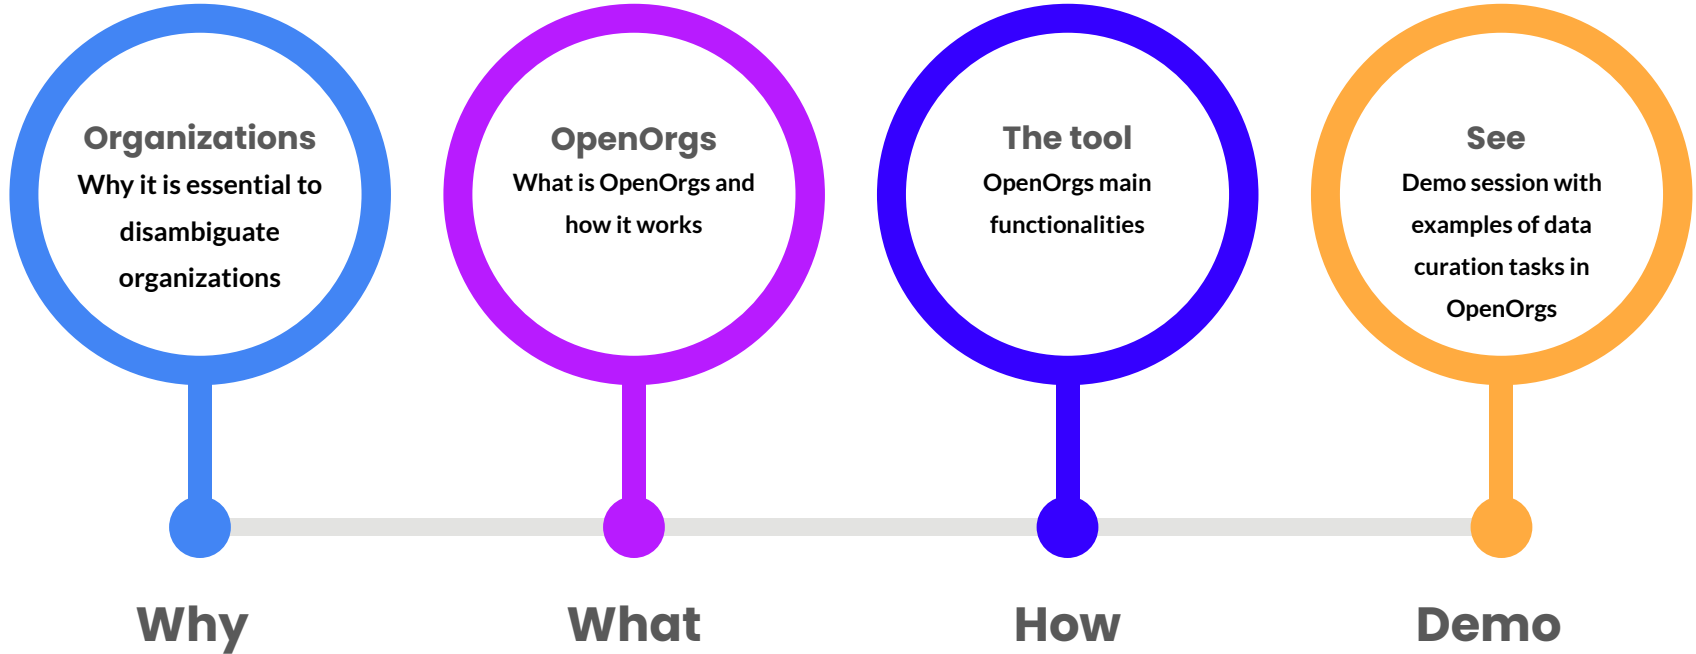 Organizations
Why it is essential to
disambiguate
organizations
OpenOrgs
What is OpenOrgs and
how it works
The tool
OpenOrgs main
functionalities
See
Demo session with
examples of data
curation tasks in
OpenOrgs
Why
What
How
Demo